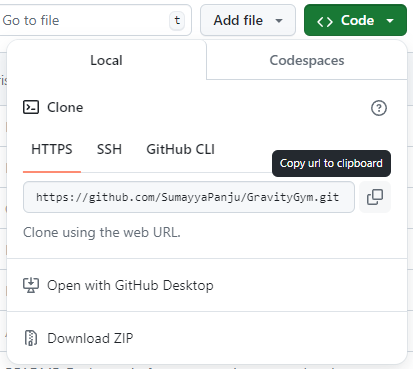 Go to file
t
Add file
Code
Local
Codespaces
Clone
HTTPS
SSH
GitHub CLI
Copy url to clipboard
https://github.com/SumayyaPanju/GravityGym.git
Clone using the web URL.
Open with GitHub Desktop
Download ZIP